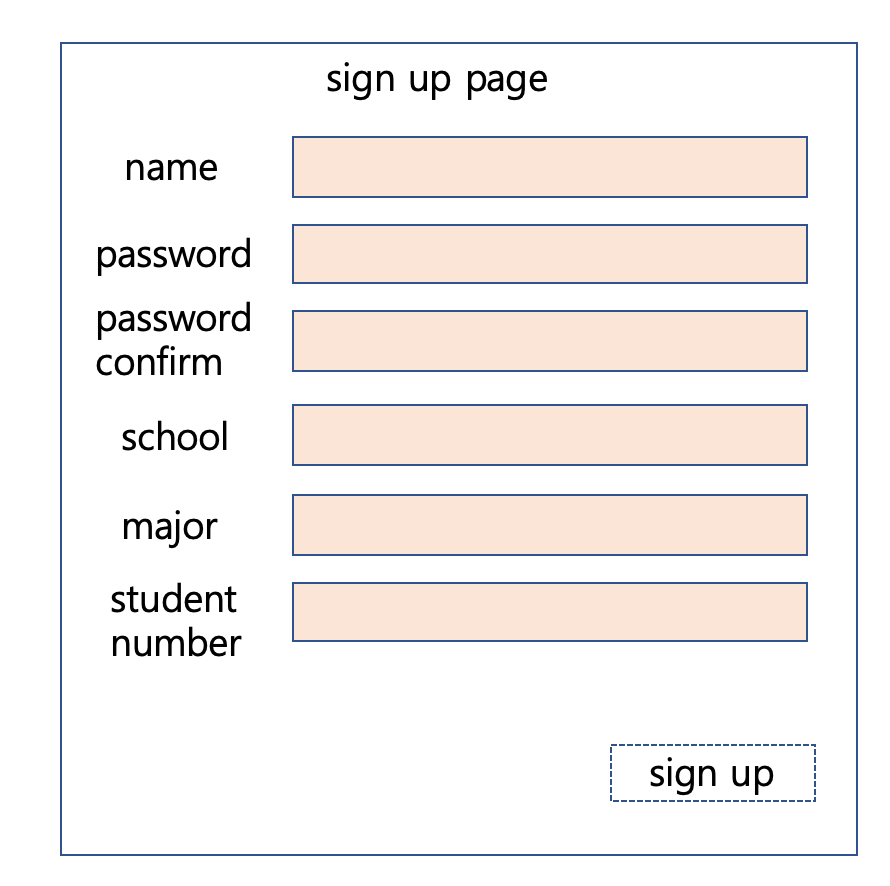 sign up page
name
password
password
confirm
school
major
student
number
sign up